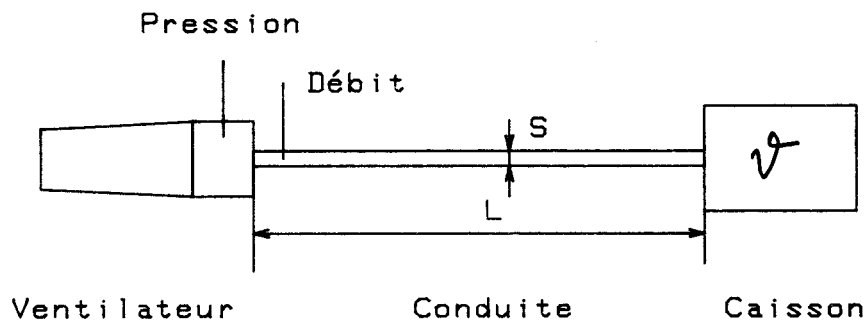 Pression
Débit
S
L
V
Ventilateur Conduite Caisson